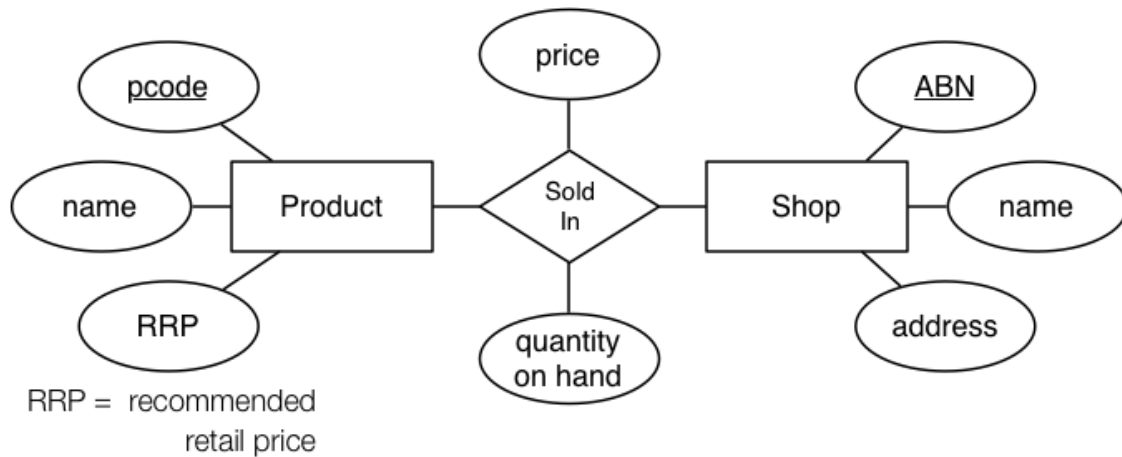 price
pcode
ABN
name
Product
Sold
In
Shop
name
RRP
quantity
on hand
address
RRP = recommended
retail price